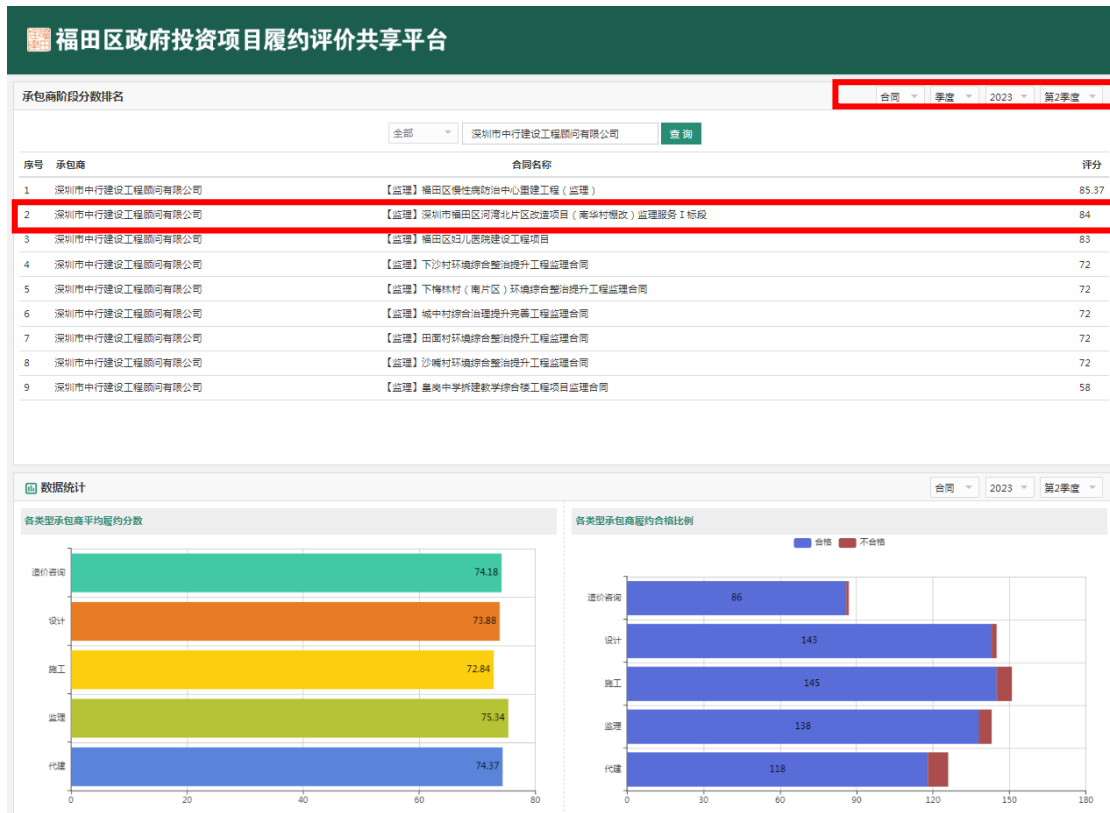 福田区政府投资项目履约评价共享平台
承包商阶段分数排名 合同 季度 2023 第2季度
全部 深圳市中行建设工程顾问有限公司 查询
序号 承包商 合同名称 评分
1 深圳市中行建设工程顾问有限公司 【监理】福田区慢性病防治中心重建工程（监理） 85.37
2 深圳市中行建设工程顾问有限公司 【监理】深圳市福田区河湾北片区改造项目（南华村棚改）监理服务Ⅰ标段 84
3 深圳市中行建设工程顾问有限公司 【监理】福田区妇儿医院建设工程项目 83
4 深圳市中行建设工程顾问有限公司 【监理】下沙村环境综合整治提升工程监理合同 72
5 深圳市中行建设工程顾问有限公司 【监理】下梅林村（南片区）环境综合整治提升工程监理合同 72
6 深圳市中行建设工程顾问有限公司 【监理】城中村综合治理提升完善工程监理合同 72
7 深圳市中行建设工程顾问有限公司 【监理】田面村环境综合整治提升工程监理合同 72
8 深圳市中行建设工程顾问有限公司 【监理】沙嘴村环境综合整治提升工程监理合同 72
9 深圳市中行建设工程顾问有限公司 【监理】皇岗中学拆建教学综合楼工程项目监理合同 58
数据统计 合同 2023 第2季度
各类型承包商平均履约分数
造价咨询 74.18
设计 73.88
施工 72.84
监理 75.34
代建 74.37
0 20 40 60 80
各类型承包商履约合格比例
合格 不合格
造价咨询 86
设计 143
施工 145
监理 138
代建 118
0 30 60 90 120 150 180